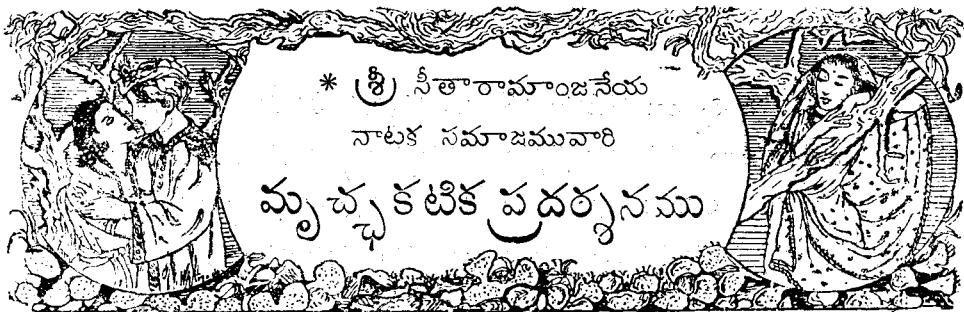 * శ్రీ సీతారామాంజనేయ
నాటక సమాజమువారి
మృచ్ఛకటిక ప్రదర్శనము